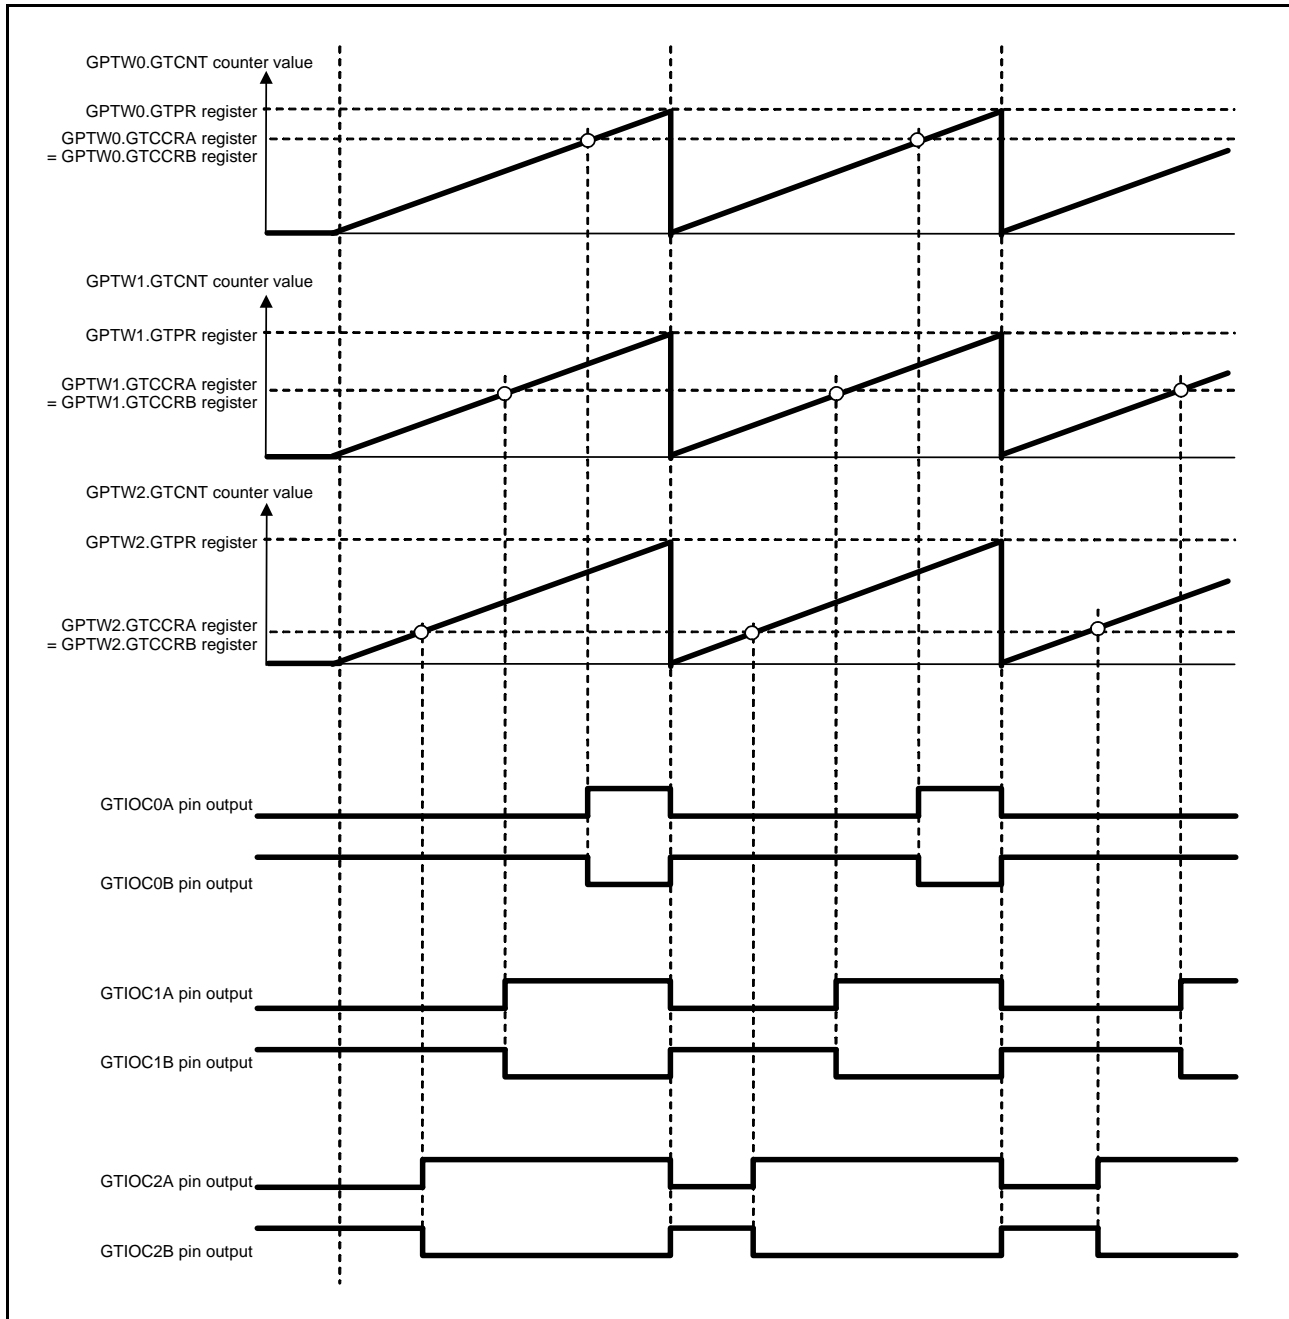 GPTW0.GTCNT counter value
GPTW0.GTPR register
GPTW0.GTCCRA register
= GPTW0.GTCCRB register
GPTW1.GTCNT counter value
GPTW1.GTPR register
GPTW1.GTCCRA register
= GPTW1.GTCCRB register
GPTW2.GTCNT counter value
GPTW2.GTPR register
GPTW2.GTCCRA register
= GPTW2.GTCCRB register
GTIOC0A pin output
GTIOC0B pin output
GTIOC1A pin output
GTIOC1B pin output
GTIOC2A pin output
GTIOC2B pin output